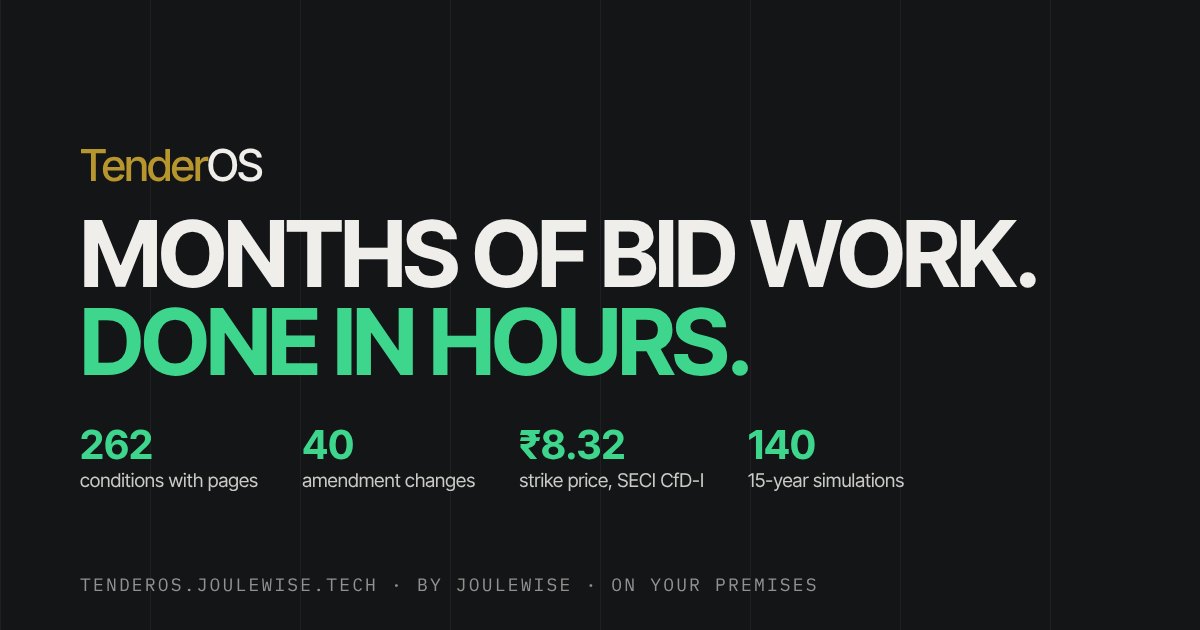 TenderOS
MONTHS OF BID WORK.
DONE IN HOURS.
262
conditions with pages
40
amendment changes
₹8.32
strike price, SECI CfD-I
140
15-year simulations
TENDEROS.JOULEWISE.TECH · BY JOULEWISE · ON YOUR PREMISES